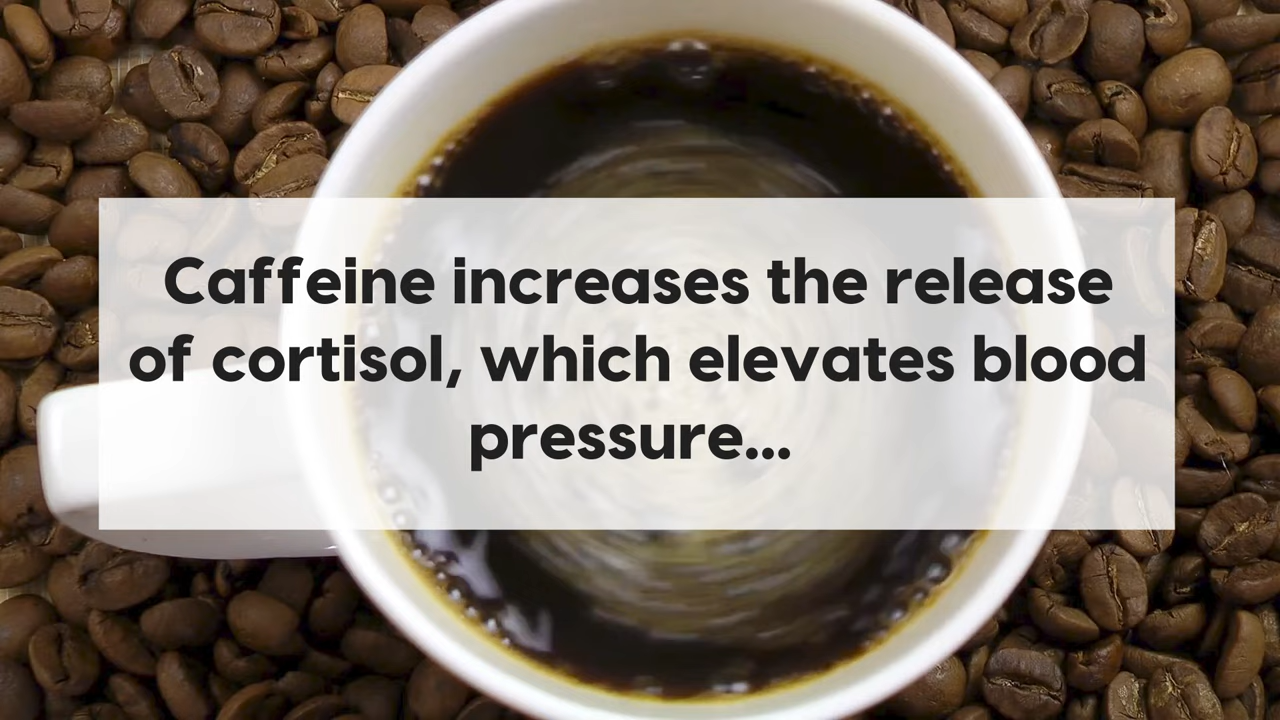 Caffeine increases the release
of cortisol, which elevates blood
pressure...